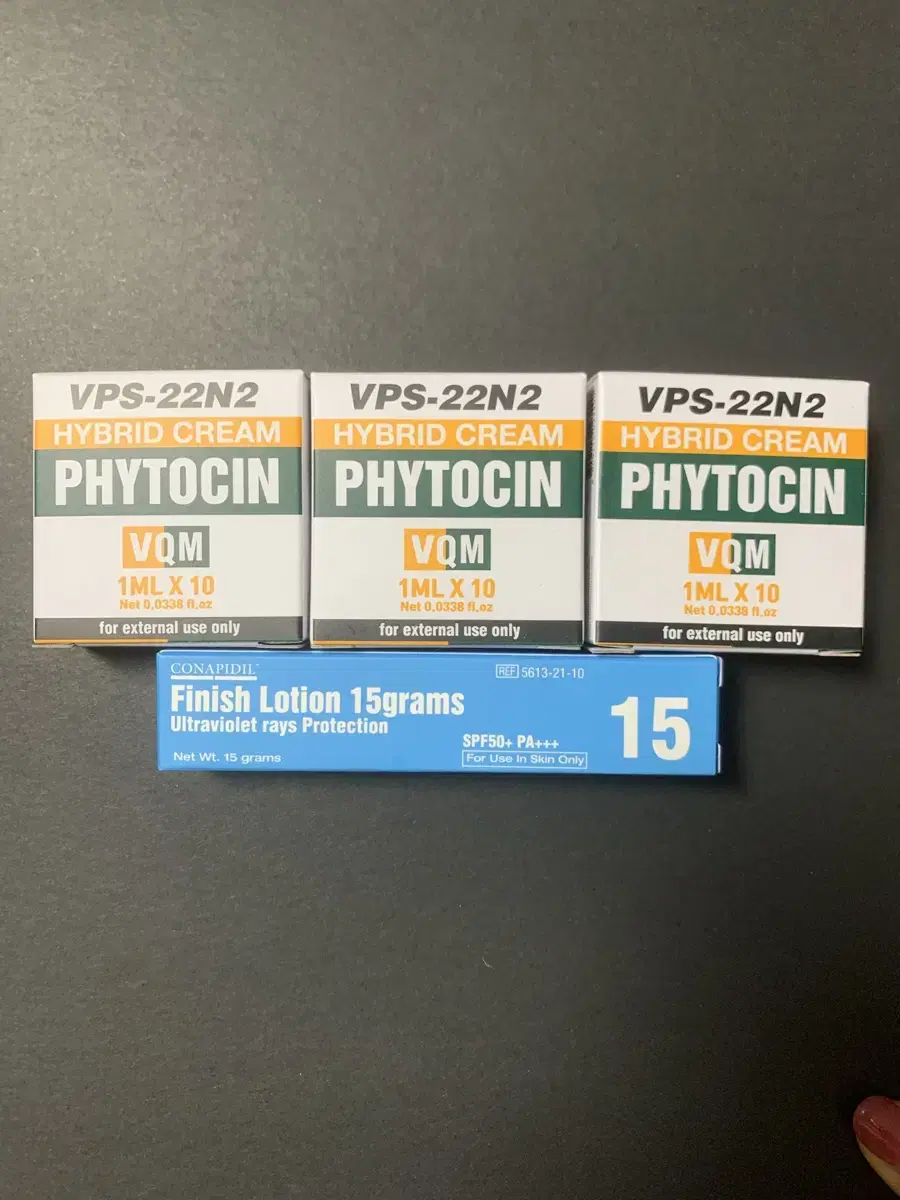 VPS-22N2
HYBRID CREAM
PHYTOCIN
VQM
1ML X 10
Net 0.0338 fl.oz
for external use only
VPS-22N2
HYBRID CREAM
PHYTOCIN
VQM
1ML X 10
Net 0.0338 fl.oz
for external use only
VPS-22N2
HYBRID CREAM
PHYTOCIN
VQM
1ML X 10
Net 0.0338 fl.oz
for external use only
CONAPIDIL
REF 5613-21-10
Finish Lotion 15grams
Ultraviolet rays Protection
15
SPF50+ PA+++
Net Wt. 15 grams
For Use In Skin Only